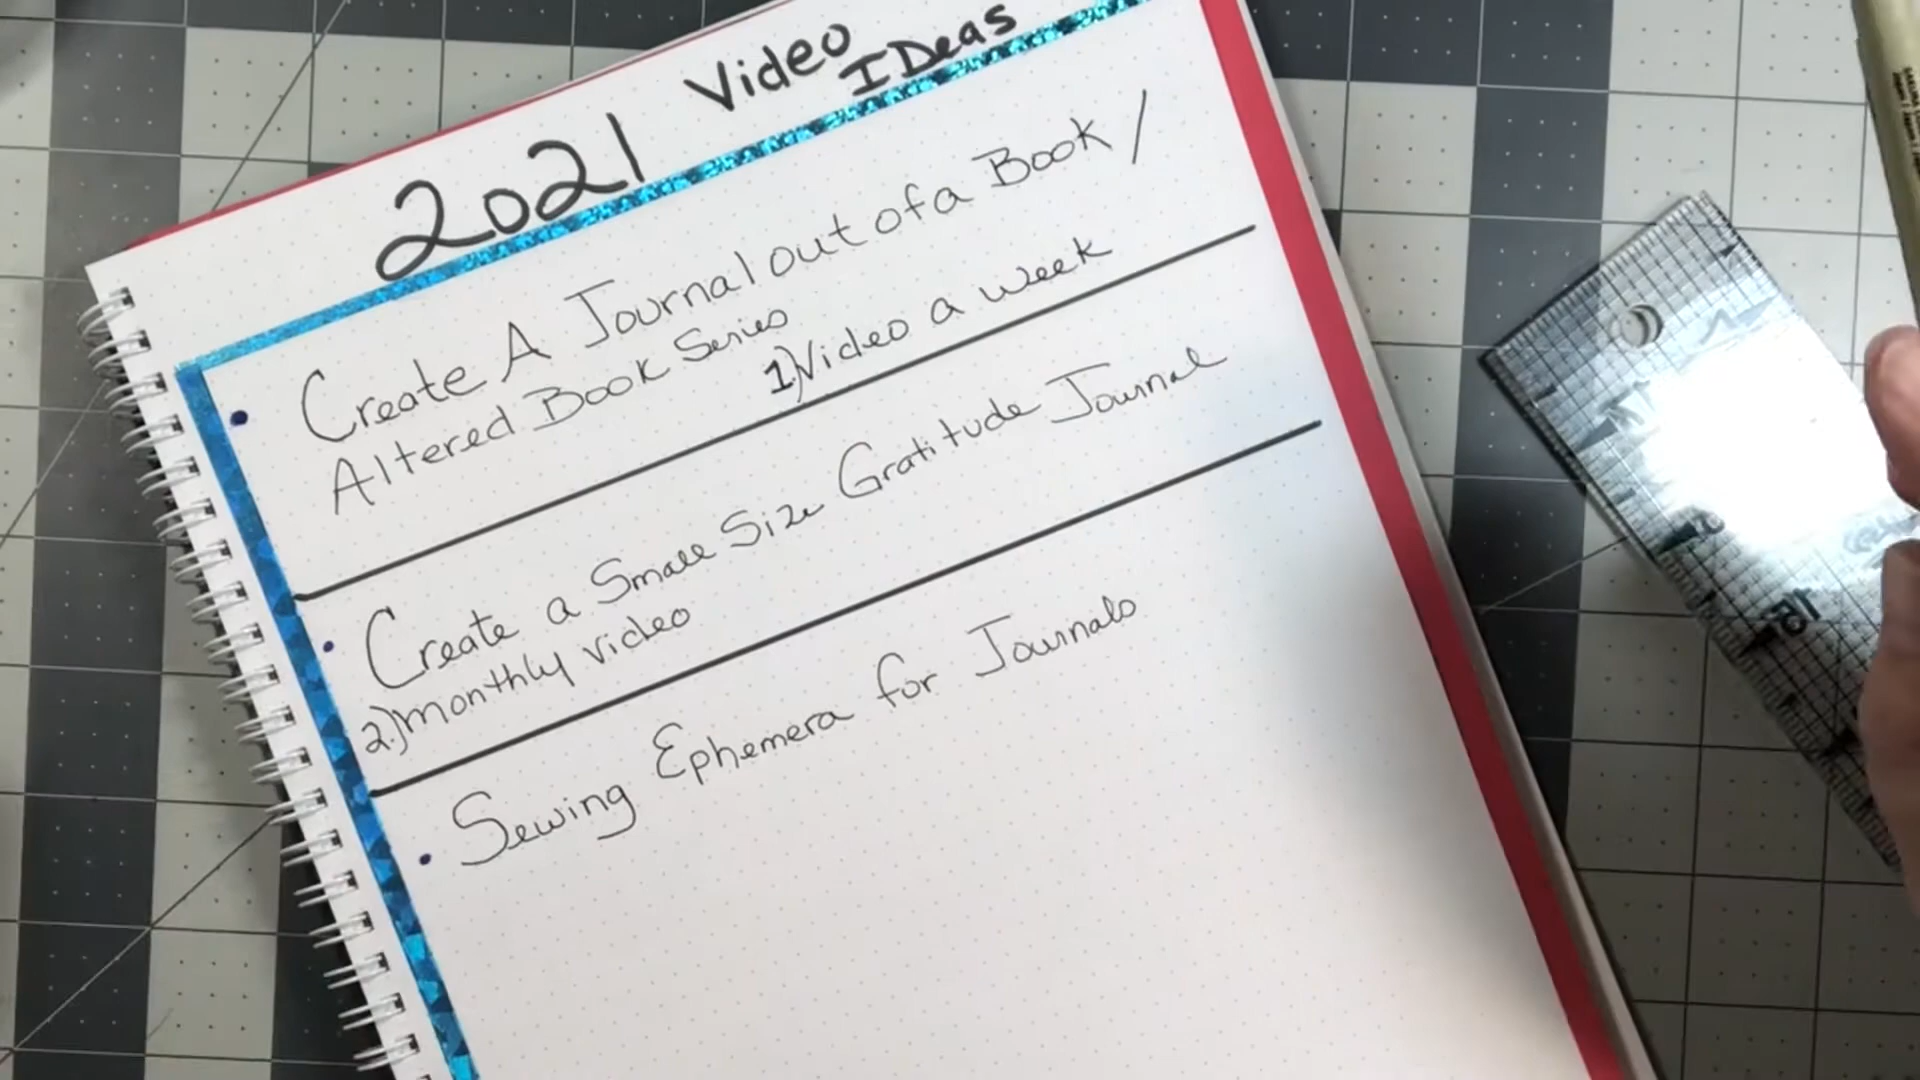 2021 Video IDeas
• Create A Journal out of a Book /
Altered Book Series
1) Video a week
• Create a Small Size Gratitude Journal
2.) monthly video
• Sewing Ephemera for Journals